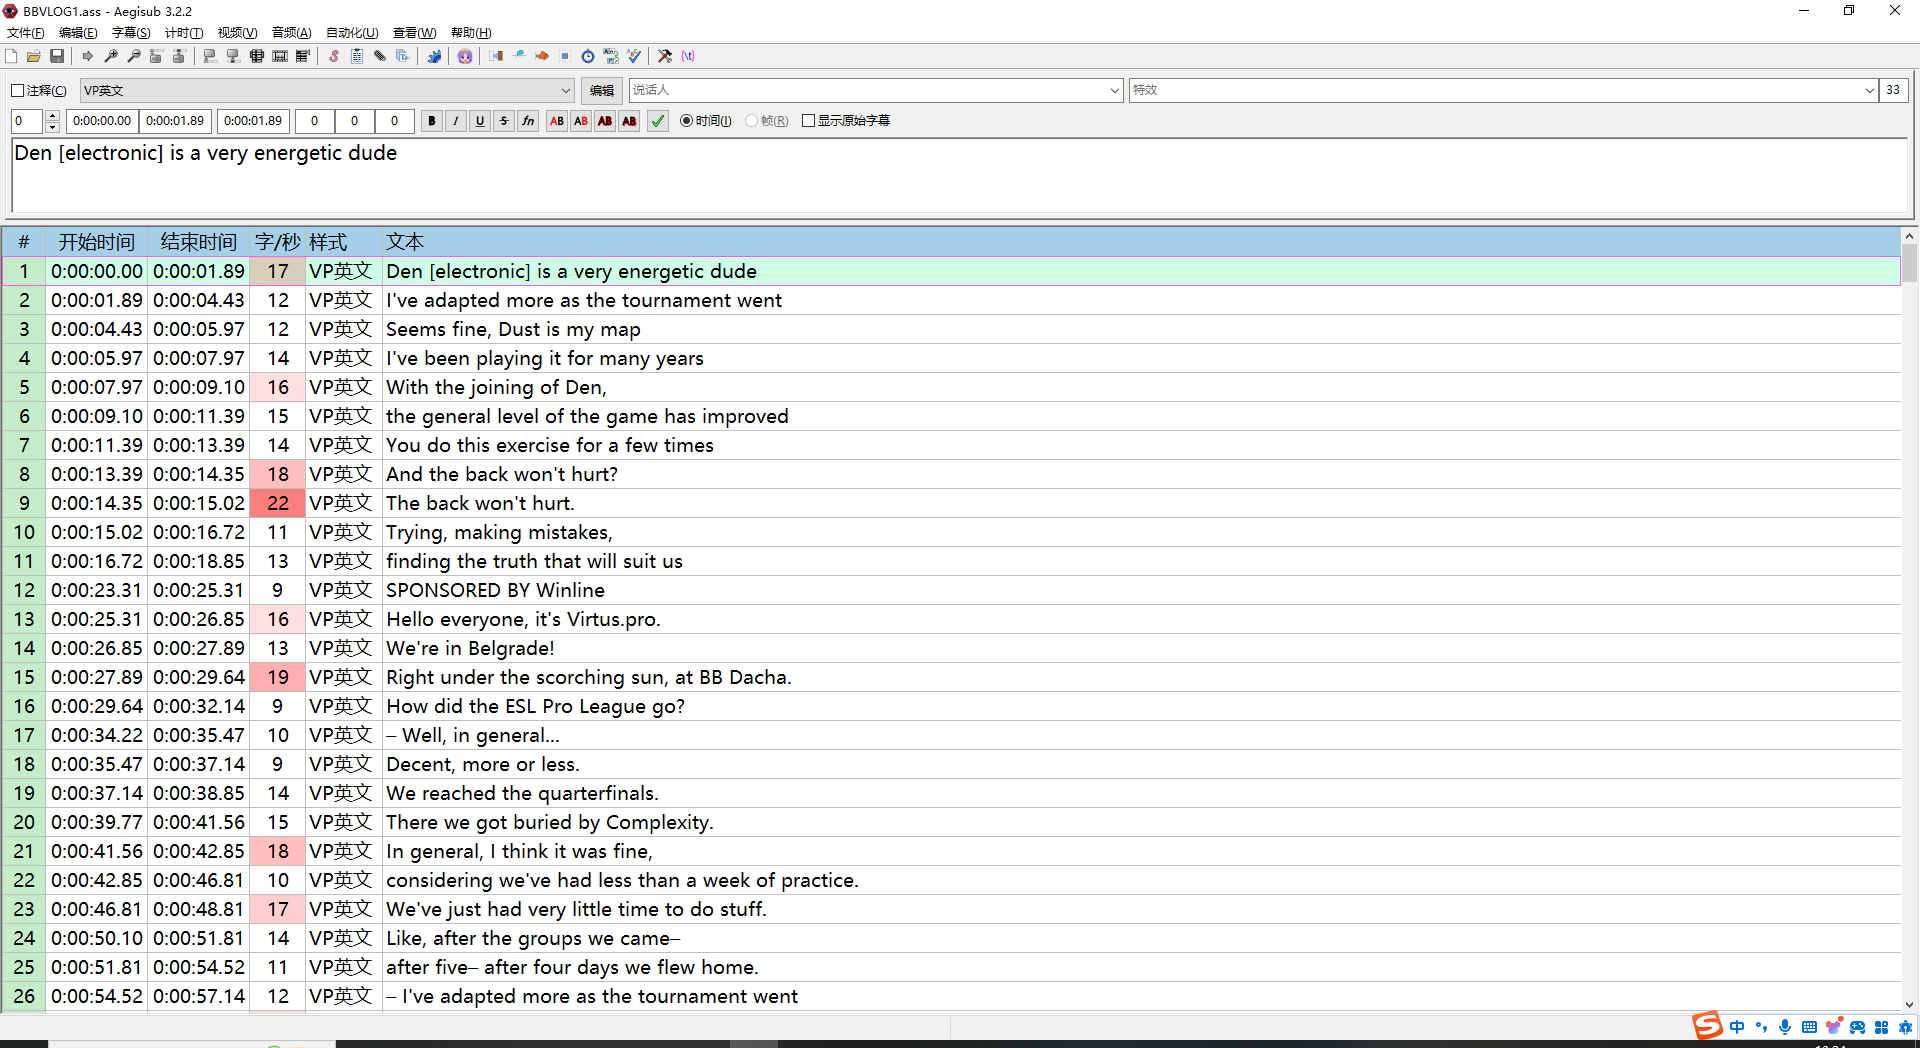 BBVLOG1.ass - Aegisub 3.2.2
文件(F) 编辑(E) 字幕(S) 计时(T) 视频(V) 音频(A) 自动化(U) 查看(W) 帮助(H)
注释(C) VP英文 编辑 说话人 特效 33
0 0:00:00.00 0:00:01.89 0:00:01.89 0 0 0 B I U S fn AB AB AB AB 时间(I) 帧(R) 显示原始字幕
Den [electronic] is a very energetic dude
# 开始时间 结束时间 字/秒 样式 文本
1 0:00:00.00 0:00:01.89 17 VP英文 Den [electronic] is a very energetic dude
2 0:00:01.89 0:00:04.43 12 VP英文 I've adapted more as the tournament went
3 0:00:04.43 0:00:05.97 12 VP英文 Seems fine, Dust is my map
4 0:00:05.97 0:00:07.97 14 VP英文 I've been playing it for many years
5 0:00:07.97 0:00:09.10 16 VP英文 With the joining of Den,
6 0:00:09.10 0:00:11.39 15 VP英文 the general level of the game has improved
7 0:00:11.39 0:00:13.39 14 VP英文 You do this exercise for a few times
8 0:00:13.39 0:00:14.35 18 VP英文 And the back won't hurt?
9 0:00:14.35 0:00:15.02 22 VP英文 The back won't hurt.
10 0:00:15.02 0:00:16.72 11 VP英文 Trying, making mistakes,
11 0:00:16.72 0:00:18.85 13 VP英文 finding the truth that will suit us
12 0:00:23.31 0:00:25.31 9 VP英文 SPONSORED BY Winline
13 0:00:25.31 0:00:26.85 16 VP英文 Hello everyone, it's Virtus.pro.
14 0:00:26.85 0:00:27.89 13 VP英文 We're in Belgrade!
15 0:00:27.89 0:00:29.64 19 VP英文 Right under the scorching sun, at BB Dacha.
16 0:00:29.64 0:00:32.14 9 VP英文 How did the ESL Pro League go?
17 0:00:34.22 0:00:35.47 10 VP英文 – Well, in general...
18 0:00:35.47 0:00:37.14 9 VP英文 Decent, more or less.
19 0:00:37.14 0:00:38.85 14 VP英文 We reached the quarterfinals.
20 0:00:39.77 0:00:41.56 15 VP英文 There we got buried by Complexity.
21 0:00:41.56 0:00:42.85 18 VP英文 In general, I think it was fine,
22 0:00:42.85 0:00:46.81 10 VP英文 considering we've had less than a week of practice.
23 0:00:46.81 0:00:48.81 17 VP英文 We've just had very little time to do stuff.
24 0:00:50.10 0:00:51.81 14 VP英文 Like, after the groups we came–
25 0:00:51.81 0:00:54.52 11 VP英文 after five– after four days we flew home.
26 0:00:54.52 0:00:57.14 12 VP英文 – I've adapted more as the tournament went
中